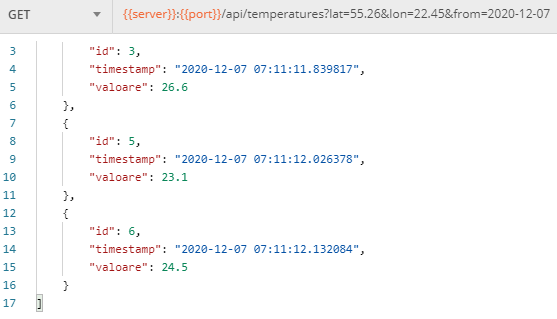 GET {{server}}:{{port}}/api/temperatures?lat=55.26&lon=22.45&from=2020-12-07
3 "id": 3,
4 "timestamp": "2020-12-07 07:11:11.839817",
5 "valoare": 26.6
6 },
7 {
8 "id": 5,
9 "timestamp": "2020-12-07 07:11:12.026378",
10 "valoare": 23.1
11 },
12 {
13 "id": 6,
14 "timestamp": "2020-12-07 07:11:12.132084",
15 "valoare": 24.5
16 }
17 ]